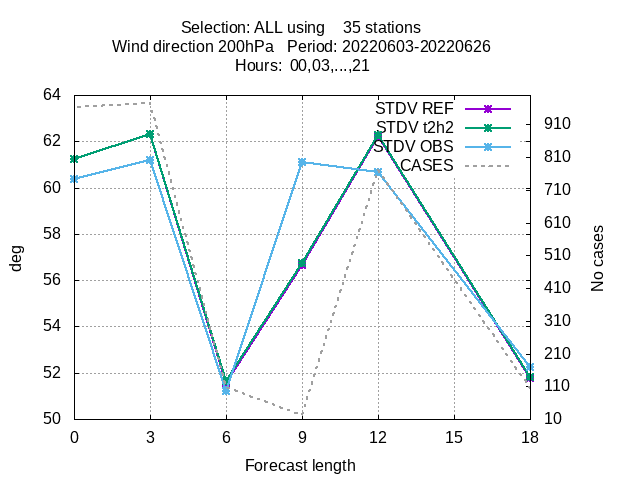 Selection: ALL using    35 stations
Wind direction 200hPa   Period: 20220603-20220626
Hours:  00,03,...,21
STDV REF
STDV t2h2
STDV OBS
CASES
64
62
60
58
56
54
52
50
deg
910
810
710
610
510
410
310
210
110
10
No cases
0 3 6 9 12 15 18
Forecast length